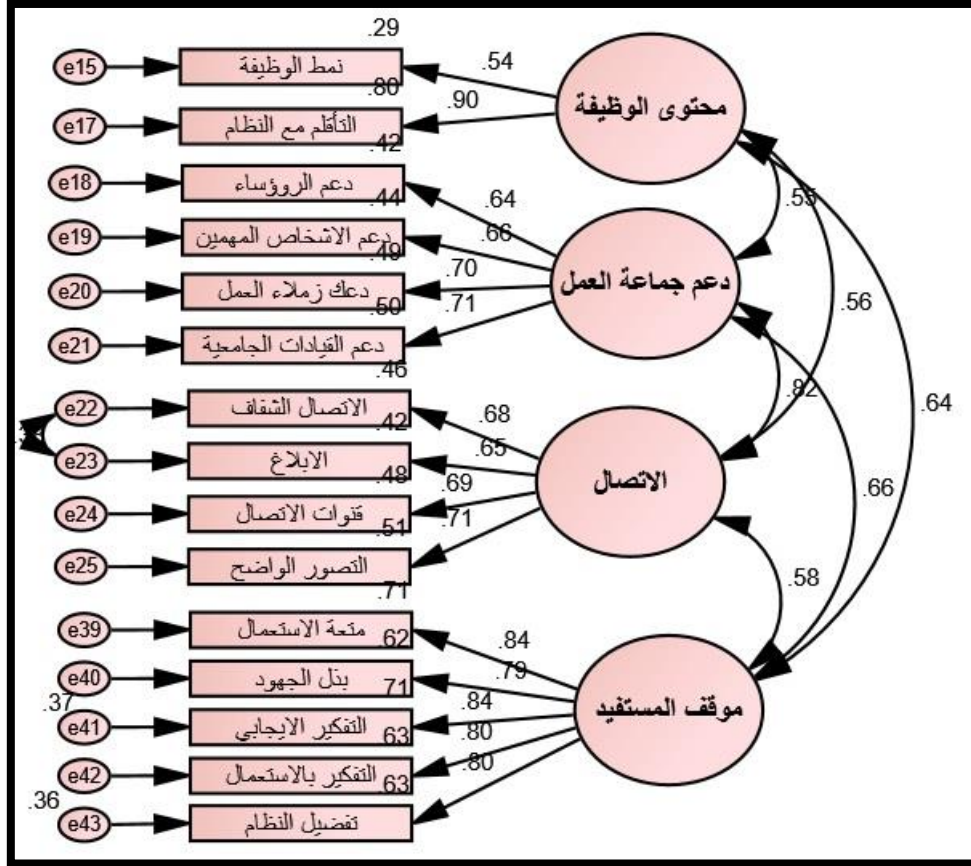 .29
e15 نمط الوظيفة .54 محتوى الوظيفة
.80
e17 التأقلم مع النظام .90
.42
e18 دعم الروؤساء .64 .55
.44
e19 دعم الاشخاص المهمين .66 دعم جماعة العمل
.49
e20 دعك زملاء العمل .70 .56
.50
e21 دعم القيادات الجامعية .71
.46
e22 الاتصال الشفاف .68 .82 .64
.42
e23 الابلاغ .65 الاتصال
.48
e24 قنوات الاتصال .69 .66
.51
e25 التصور الواضح .71 .58
.71
e39 متعة الاستعمال .84
.62
e40 بذل الجهود .79
.71
.37
e41 التفكير الايجابي .84 موقف المستفيد
.63
e42 التفكير بالاستعمال .80
.63
.36
e43 تفضيل النظام .80